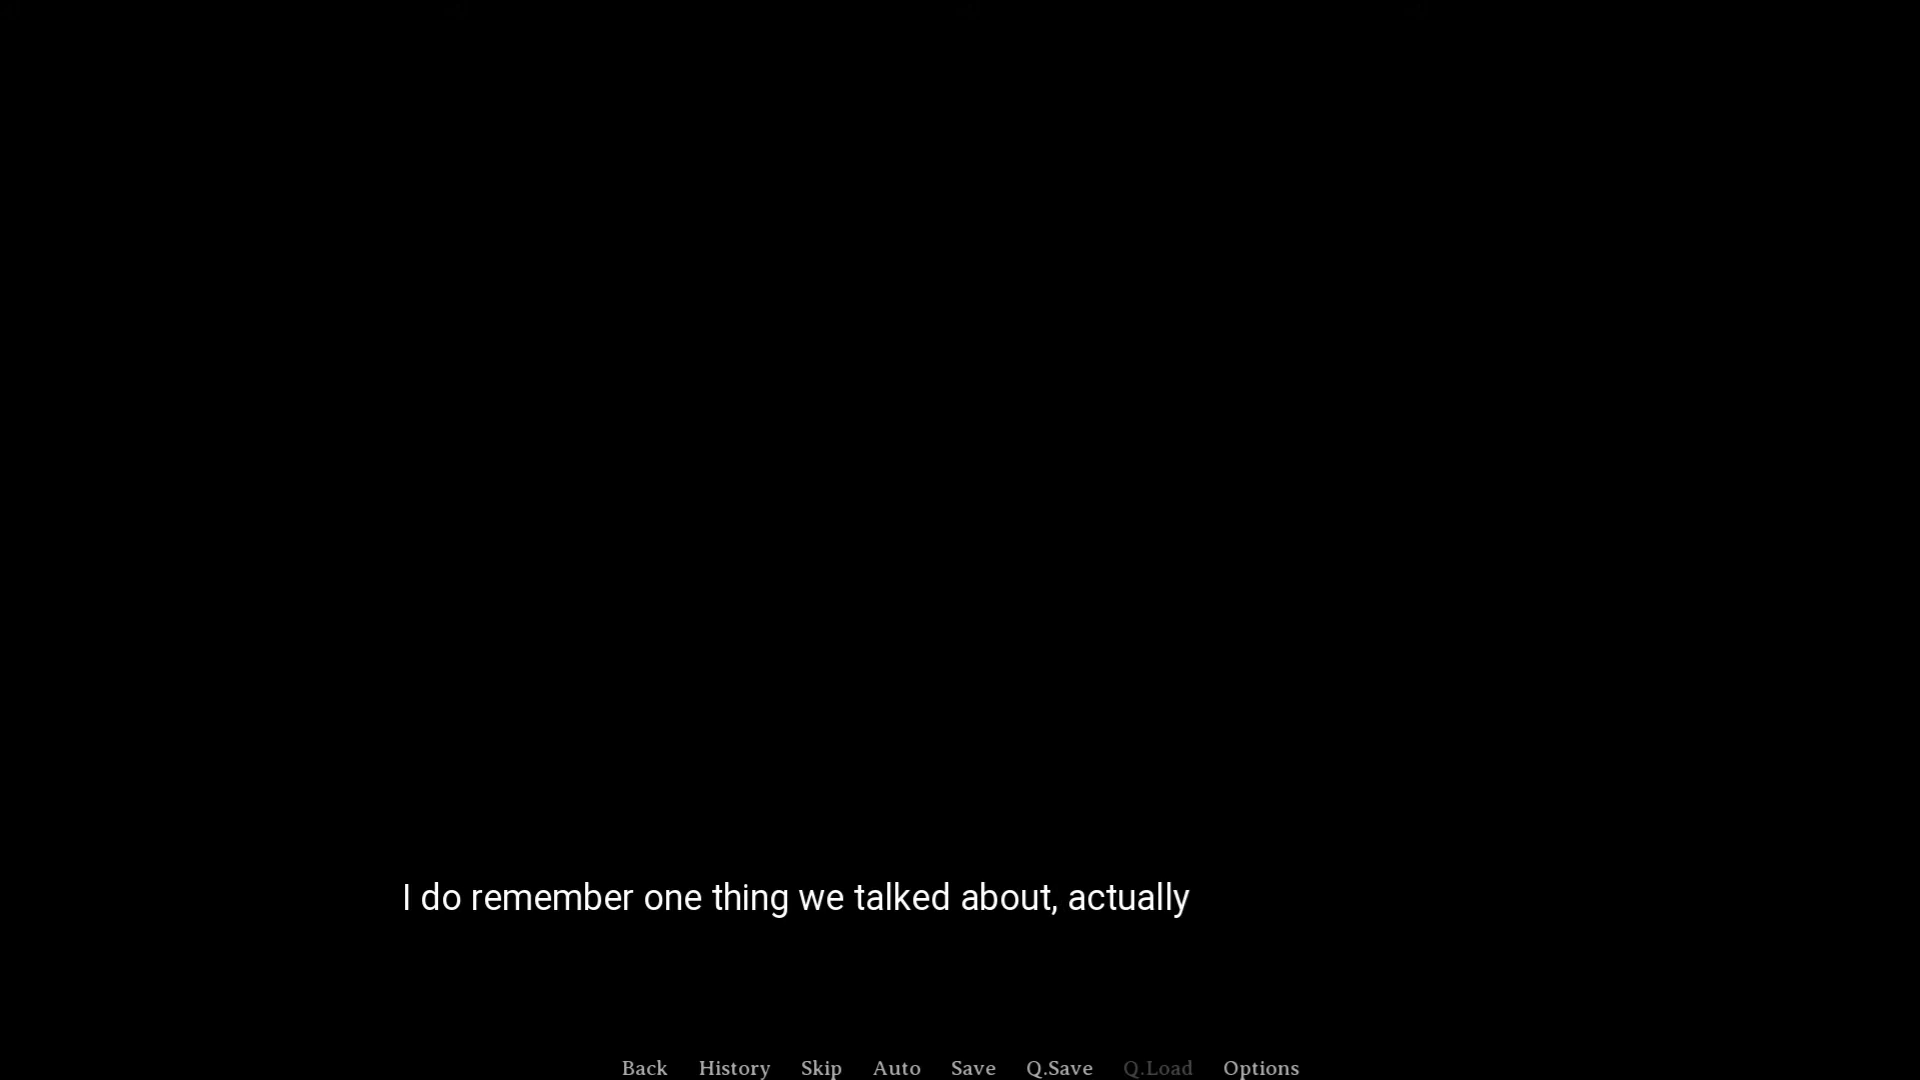 I do remember one thing we talked about, actually
Back History Skip Auto Save Q.Save Q.Load Options